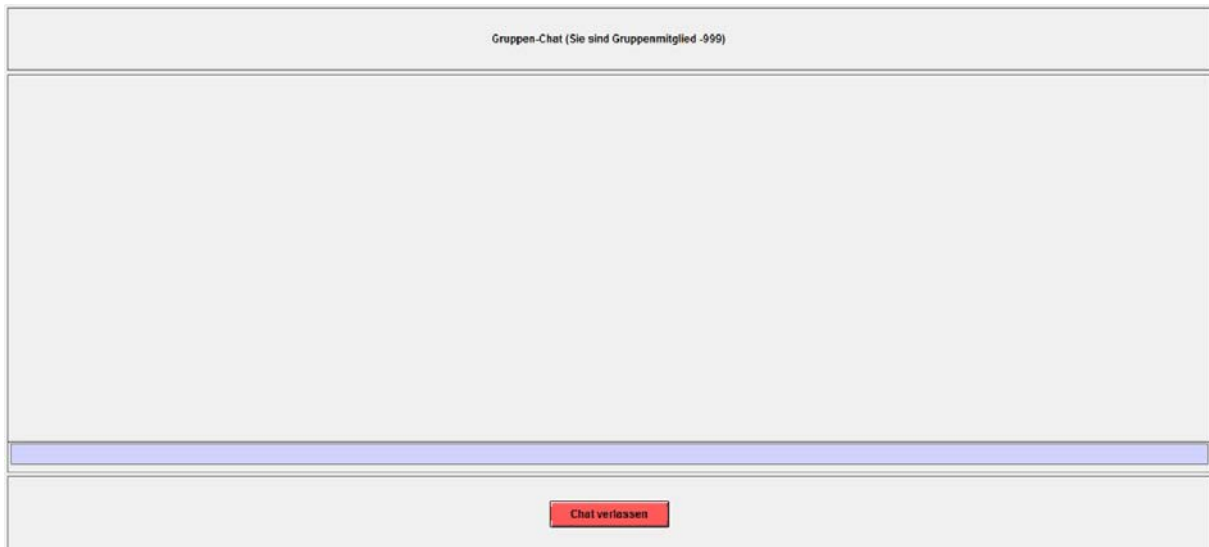 Gruppen-Chat (Sie sind Gruppenmitglied -999)
Chat verlassen